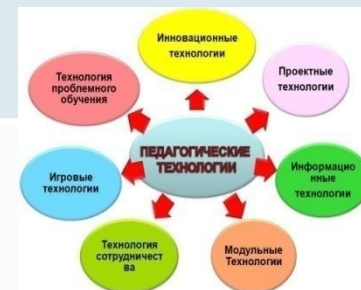 Инновационные
технологии
Технология
проблемного
обучения
Проектные
технологии
ПЕДАГОГИЧЕСКИЕ
ТЕХНОЛОГИИ
Игровые
технологии
Информацио
нные
технологии
Технология
сотрудничест
ва
Модульные
Технологии